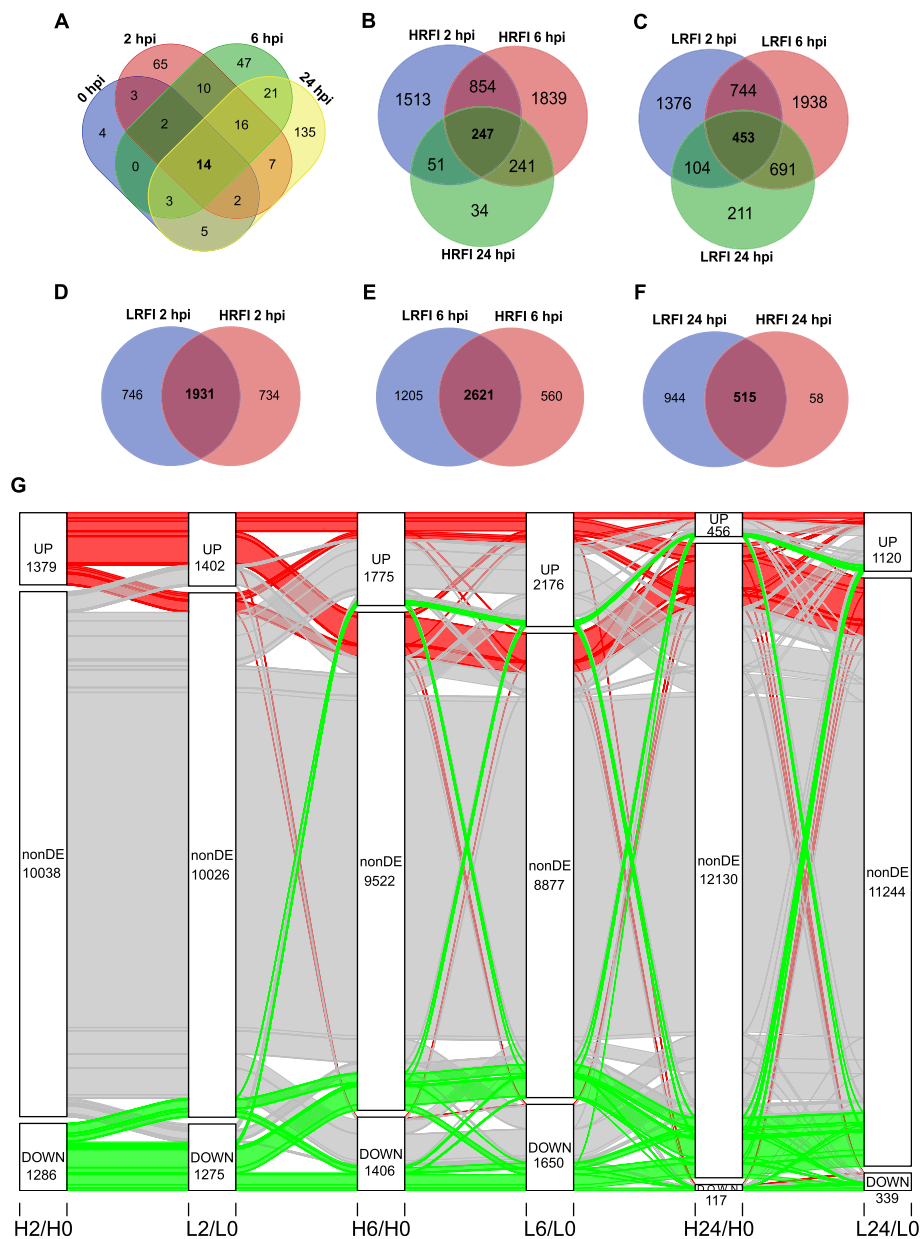 A
B
C
2 hpi
6 hpi
0 hpi
24 hpi
65
47
3
10
21
4
2
16
135
0
14
7
3
2
5
HRFI 2 hpi
HRFI 6 hpi
1513
854
1839
247
51
241
34
HRFI 24 hpi
LRFI 2 hpi
LRFI 6 hpi
1376
744
1938
453
104
691
211
LRFI 24 hpi
D
E
F
LRFI 2 hpi
HRFI 2 hpi
746
1931
734
LRFI 6 hpi
HRFI 6 hpi
1205
2621
560
LRFI 24 hpi
HRFI 24 hpi
944
515
58
G
UP
1379
UP
1402
UP
1775
UP
2176
UP
456
UP
1120
nonDE
10038
nonDE
10026
nonDE
9522
nonDE
8877
nonDE
12130
nonDE
11244
DOWN
1286
DOWN
1275
DOWN
1406
DOWN
1650
DOWN
117
DOWN
339
H2/H0
L2/L0
H6/H0
L6/L0
H24/H0
L24/L0